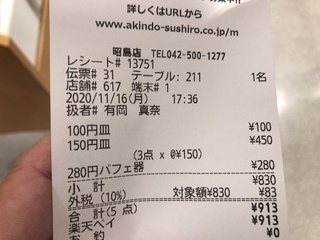 詳しくはURLから
www.akindo-sushiro.co.jp/m
昭島店 TEL042-500-1277
レシート# 13751
伝票# 31 テーブル: 211 1名
店舗# 617 端末# 1
2020/11/16(月) 17:36
扱者# 有岡 真奈
100円皿 ¥100
150円皿 ¥450
(3点 x @¥150)
280円パフェ器 ¥280
小 計 ¥830
外税 (10%) 対象額¥830 ¥83
合 計(5 点) ¥913
楽天ペイ ¥913
お 釣 ¥0